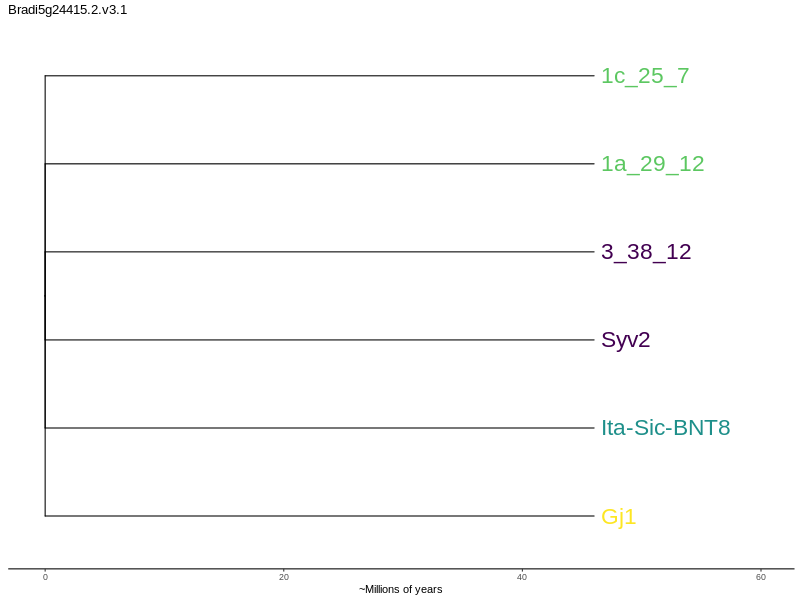 Bradi5g24415.2.v3.1
1c_25_7
1a_29_12
3_38_12
Syv2
Ita-Sic-BNT8
Gj1
0 20 40 60
~Millions of years